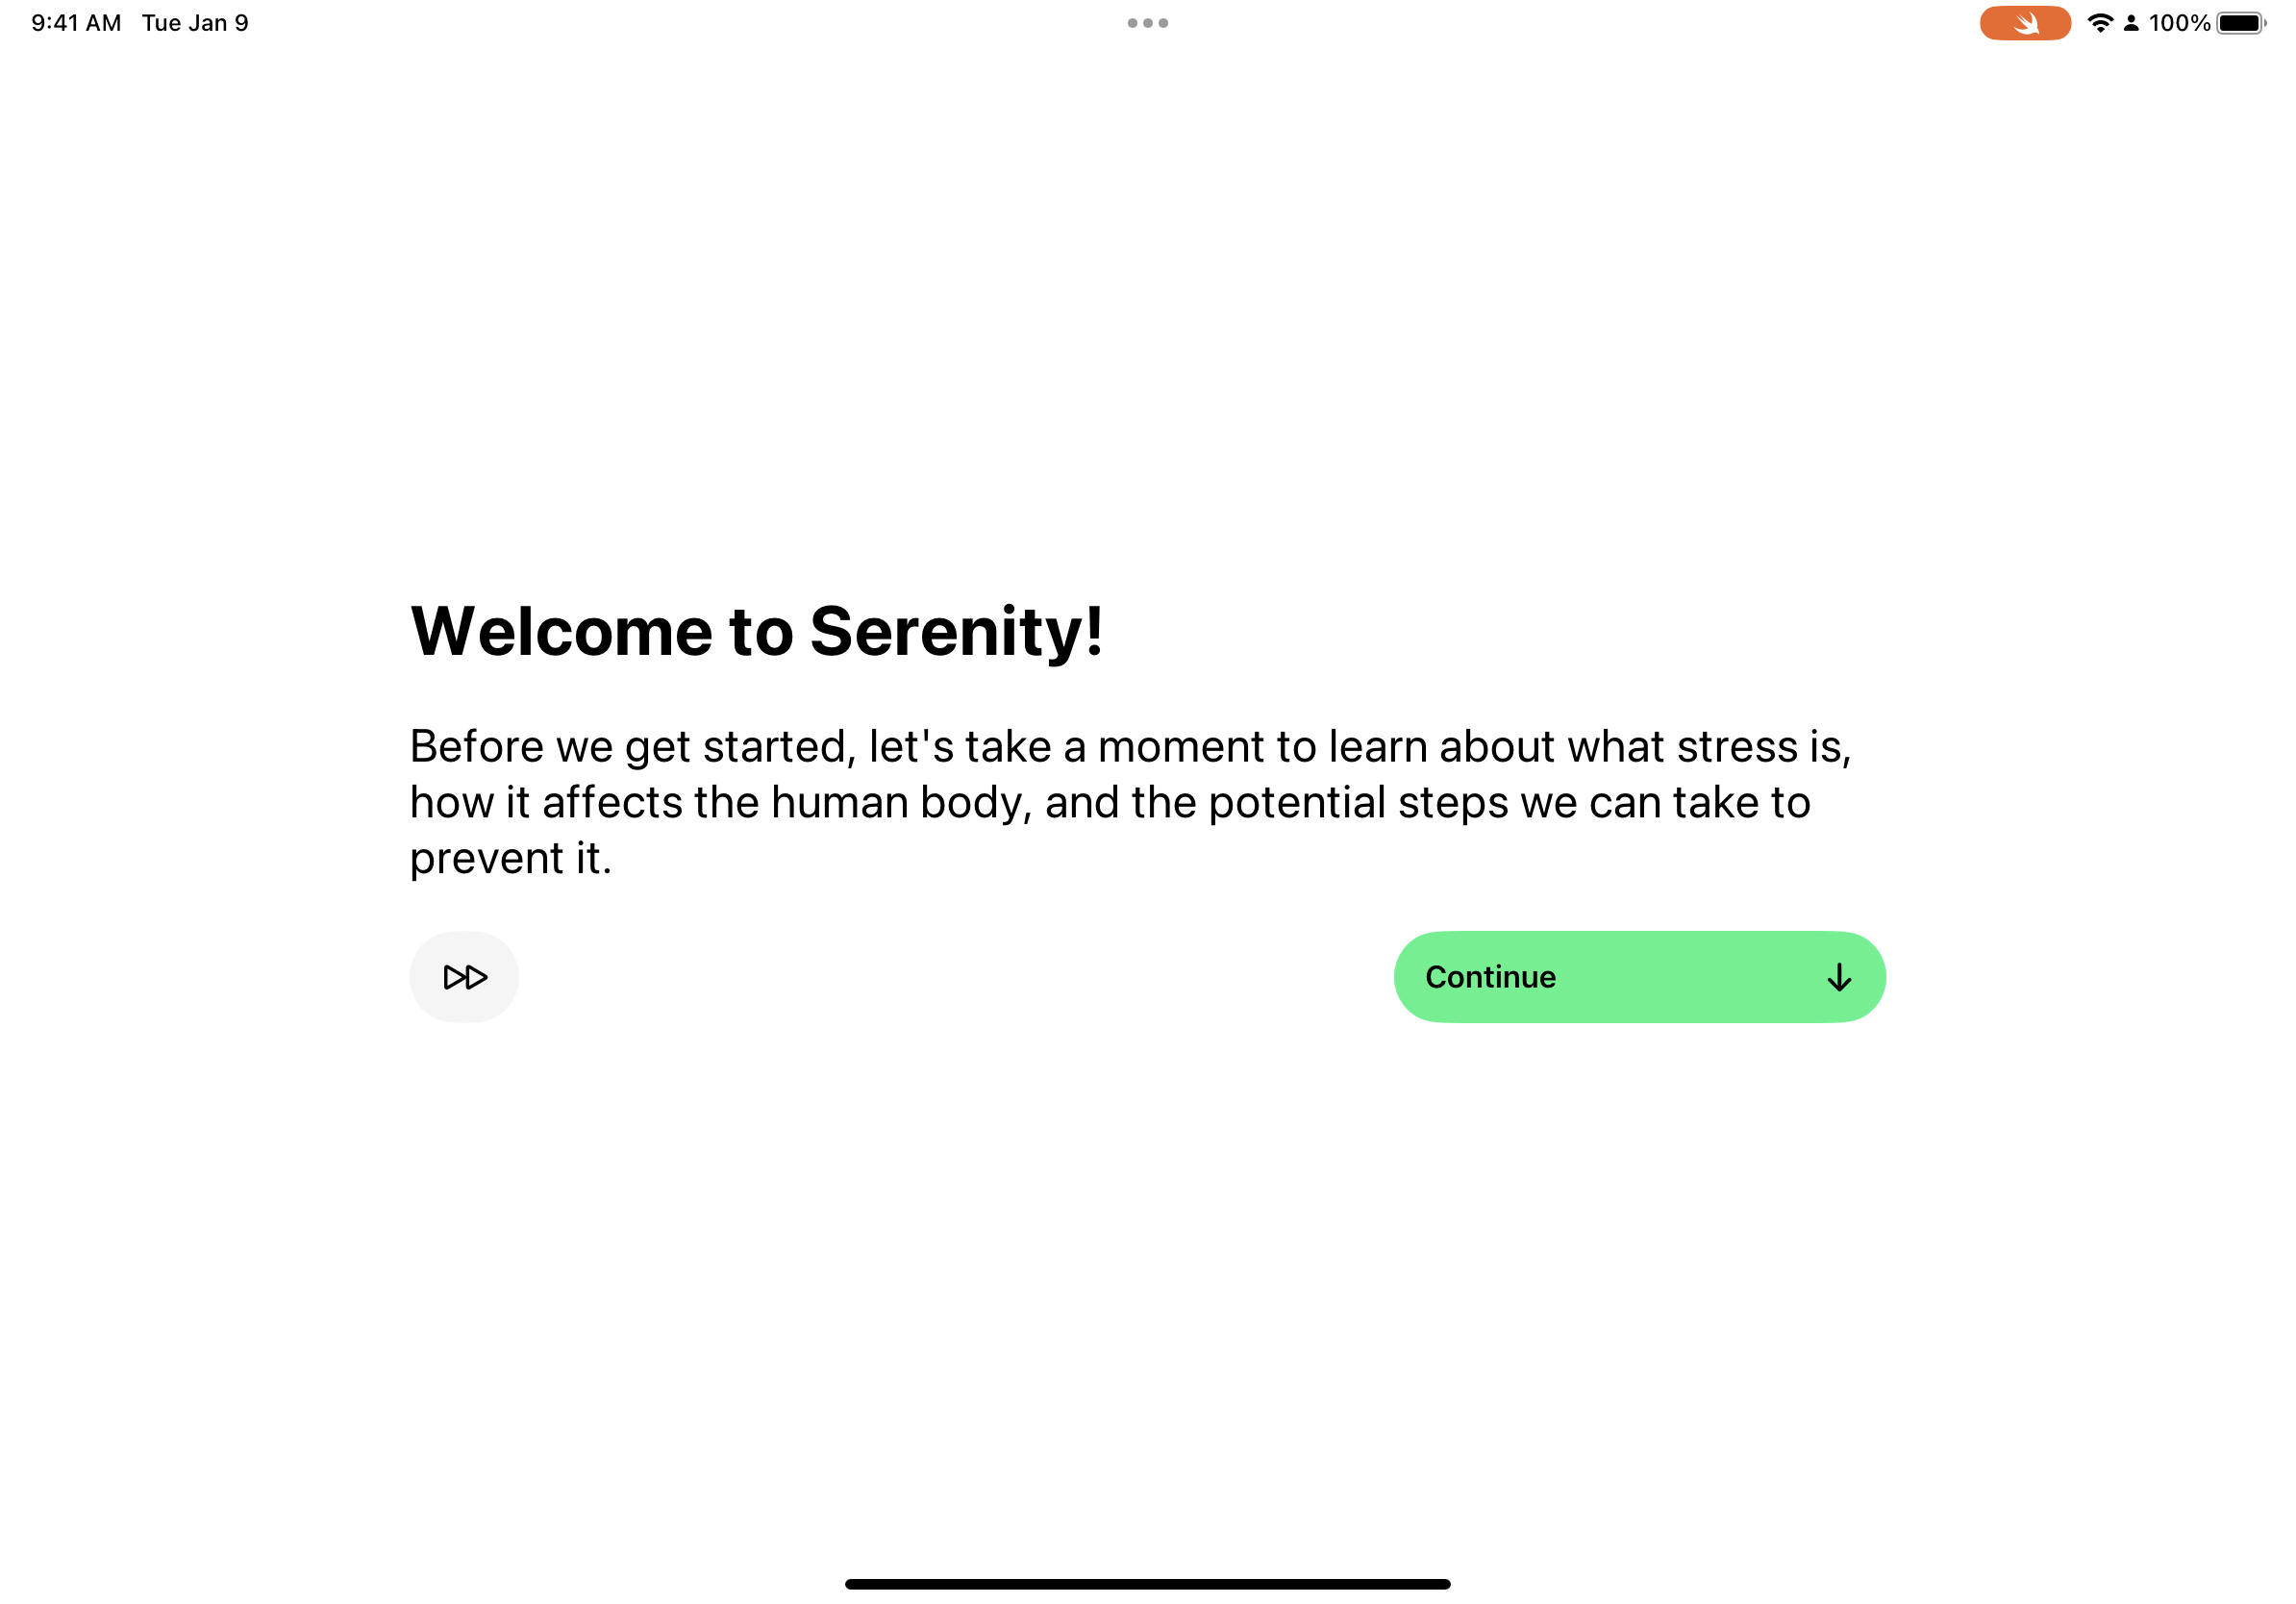 9:41 AM Tue Jan 9
100%
Welcome to Serenity!
Before we get started, let's take a moment to learn about what stress is,
how it affects the human body, and the potential steps we can take to
prevent it.
Continue